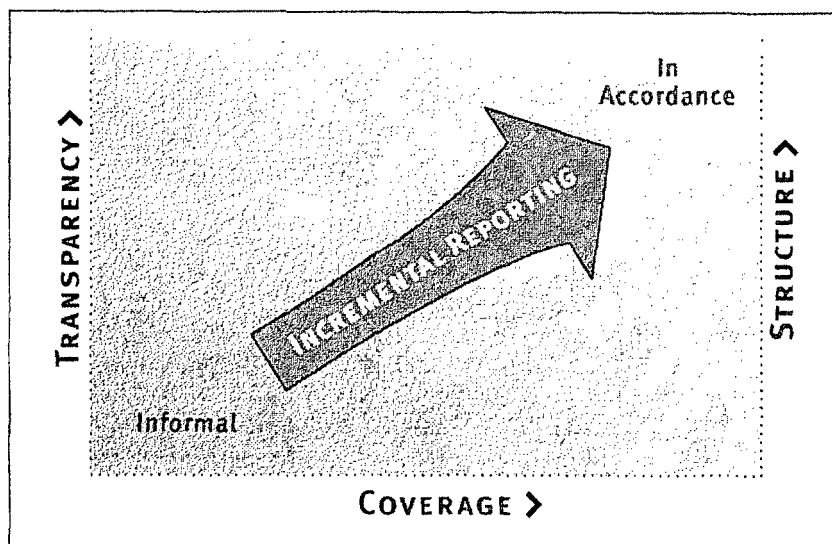 In
Accordance
TRANSPARENCY >
STRUCTURE >
INCREMENTAL REPORTING
Informal
COVERAGE >